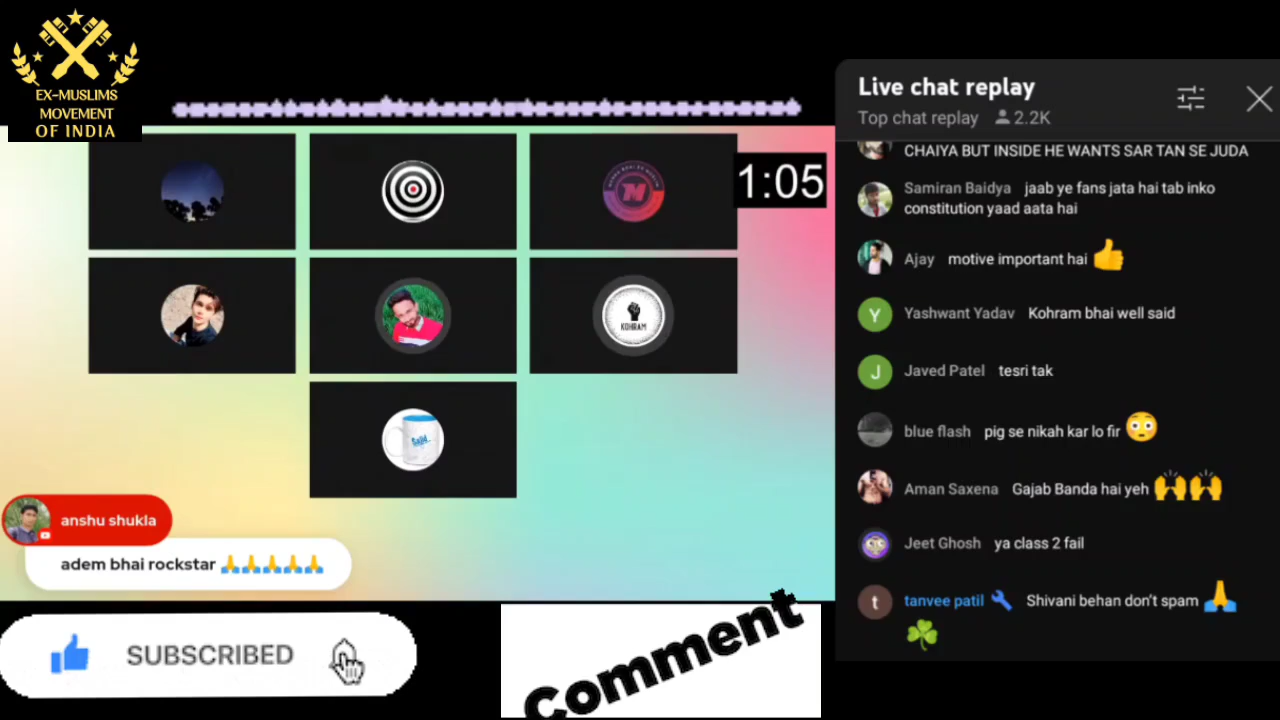 EX-MUSLIMS
MOVEMENT
OF INDIA
1:05
KOHRAM
Sajid
anshu shukla
adem bhai rockstar 🙏🙏🙏🙏🙏
SUBSCRIBED
Comment
Live chat replay
Top chat replay 2.2K
CHAIYA BUT INSIDE HE WANTS SAR TAN SE JUDA
Samiran Baidya jaab ye fans jata hai tab inko
constitution yaad aata hai
Ajay motive important hai 👍
Yashwant Yadav Kohram bhai well said
Javed Patel tesri tak
blue flash pig se nikah kar lo fir 😳
Aman Saxena Gajab Banda hai yeh 🙌🙌
Jeet Ghosh ya class 2 fail
tanvee patil 🔧 Shivani behan don't spam 🙏
☘️